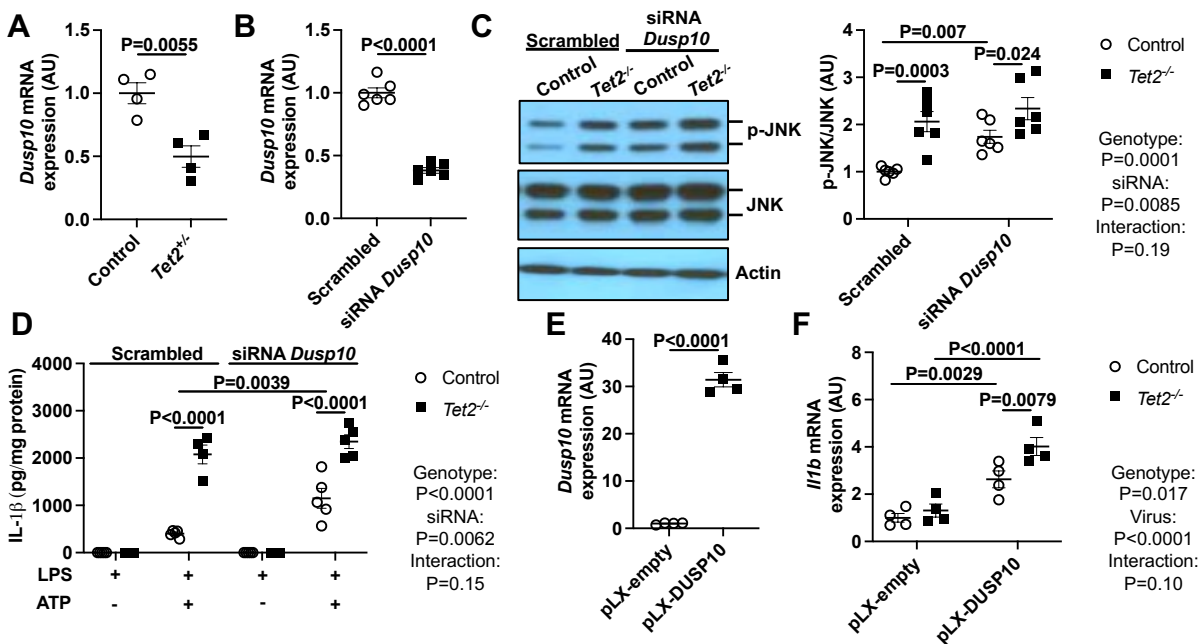 A
Dusp10 mRNA
expression (AU)
P=0.0055
1.5
1.0
0.5
0.0
Control
Tet2+/-
B
Dusp10 mRNA
expression (AU)
P<0.0001
1.5
1.0
0.5
0.0
Scrambled
siRNA Dusp10
C
Scrambled
siRNA
Dusp10
Control
Tet2-/-
Control
Tet2-/-
p-JNK
JNK
Actin
p-JNK/JNK (AU)
P=0.007
P=0.0003
P=0.024
4
3
2
1
0
Scrambled
siRNA Dusp10
Control
Tet2-/-
Genotype:
P=0.0001
siRNA:
P=0.0085
Interaction:
P=0.19
D
IL-1β (pg/mg protein)
Scrambled
siRNA Dusp10
P=0.0039
P<0.0001
P<0.0001
4000
3000
2000
1000
0
LPS + + + +
ATP - + - +
Control
Tet2-/-
Genotype:
P<0.0001
siRNA:
P=0.0062
Interaction:
P=0.15
E
Dusp10 mRNA
expression (AU)
P<0.0001
40
30
20
10
0
pLX-empty
pLX-DUSP10
F
Il1b mRNA
expression (AU)
P<0.0001
P=0.0029
P=0.0079
8
6
4
2
0
pLX-empty
pLX-DUSP10
Control
Tet2-/-
Genotype:
P=0.017
Virus:
P<0.0001
Interaction:
P=0.10